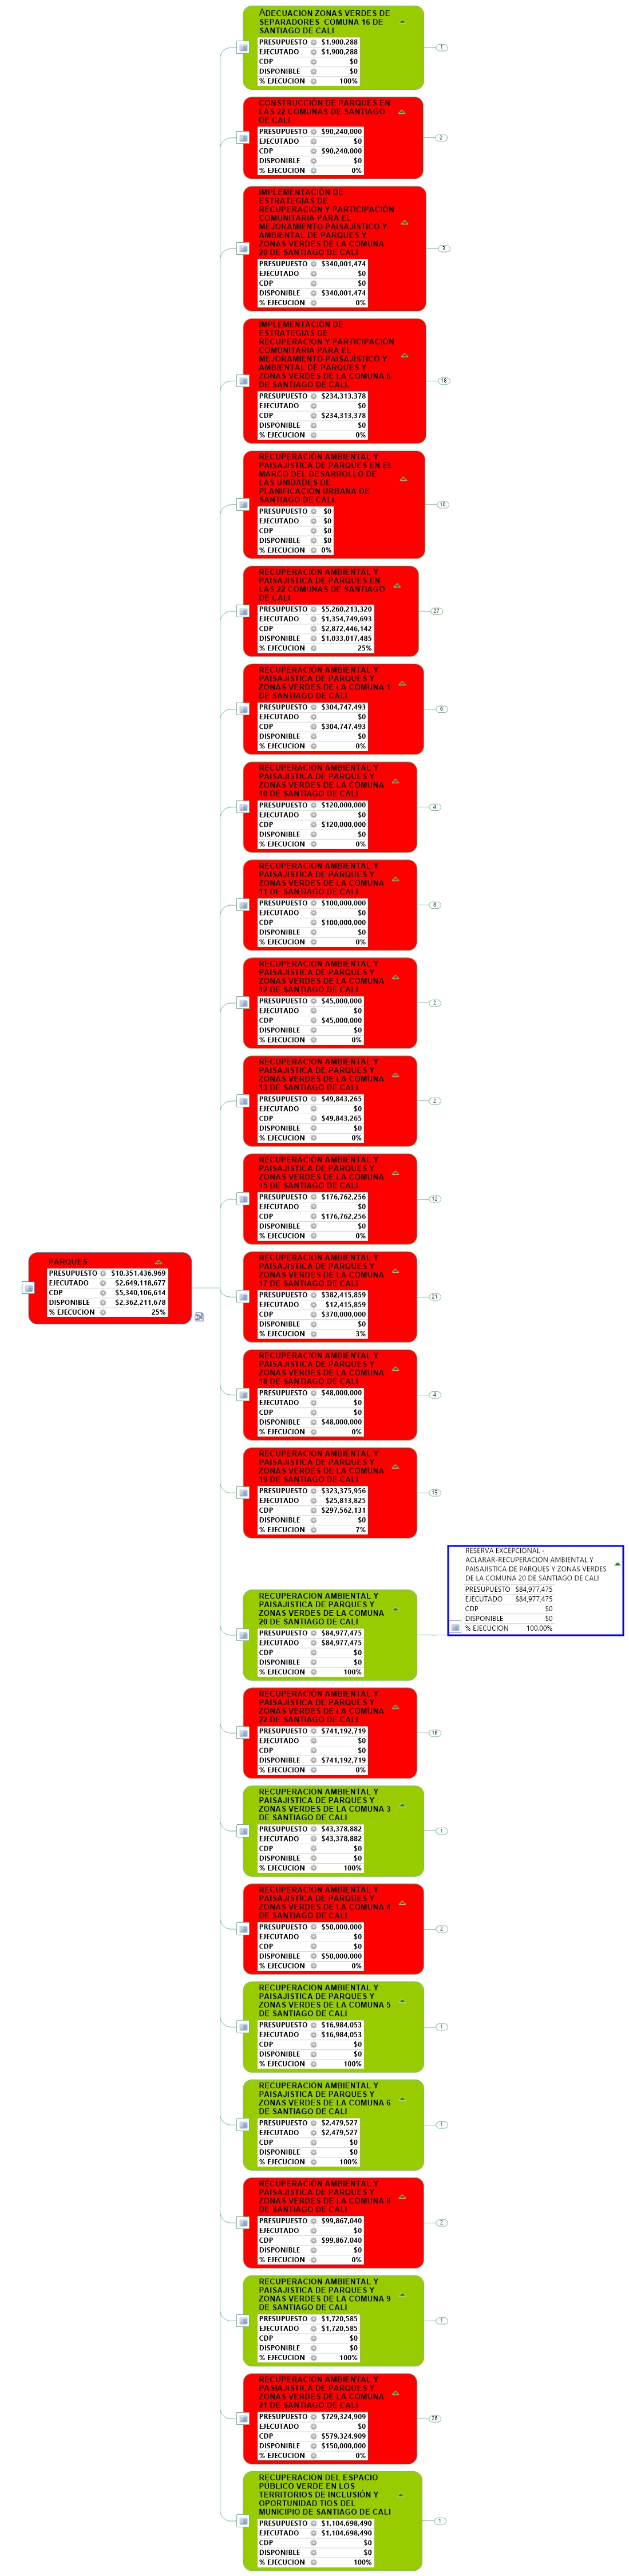 ADECUACION ZONAS VERDES DE
SEPARADORES COMUNA 16 DE
SANTIAGO DE CALI
PRESUPUESTO $1,900,288
EJECUTADO $1,900,288
CDP $0
DISPONIBLE $0
% EJECUCION 100%
1
CONSTRUCCIÓN DE PARQUES EN
LAS 22 COMUNAS DE SANTIAGO
DE CALI
PRESUPUESTO $90,240,000
EJECUTADO $0
CDP $90,240,000
DISPONIBLE $0
% EJECUCION 0%
2
IMPLEMENTACIÓN DE
ESTRATEGIAS DE
RECUPERACIÓN Y PARTICIPACIÓN
COMUNITARIA PARA EL
MEJORAMIENTO PAISAJÍSTICO Y
AMBIENTAL DE PARQUES Y
ZONAS VERDES DE LA COMUNA
20 DE SANTIAGO DE CALI
PRESUPUESTO $340,001,474
EJECUTADO $0
CDP $0
DISPONIBLE $340,001,474
% EJECUCION 0%
3
IMPLEMENTACIÓN DE
ESTRATEGIAS DE
RECUPERACION Y PARTICIPACIÓN
COMUNITARIA PARA EL
MEJORAMIENTO PAISAJÍSTICO Y
AMBIENTAL DE PARQUES Y
ZONAS VERDES DE LA COMUNA 6
DE SANTIAGO DE CALI.
PRESUPUESTO $234,313,378
EJECUTADO $0
CDP $234,313,378
DISPONIBLE $0
% EJECUCION 0%
18
RECUPERACIÓN AMBIENTAL Y
PAISAJÍSTICA DE PARQUES EN EL
MARCO DEL DESARROLLO DE
LAS UNIDADES DE
PLANIFICACIÓN URBANA DE
SANTIAGO DE CALI.
PRESUPUESTO $0
EJECUTADO $0
CDP $0
DISPONIBLE $0
% EJECUCION 0%
10
RECUPERACION AMBIENTAL Y
PAISAJISTICA DE PARQUES EN
LAS 22 COMUNAS DE SANTIAGO
DE CALI
PRESUPUESTO $5,260,213,320
EJECUTADO $1,354,749,693
CDP $2,872,446,142
DISPONIBLE $1,033,017,485
% EJECUCION 25%
27
RECUPERACION AMBIENTAL Y
PAISAJISTICA DE PARQUES Y
ZONAS VERDES DE LA COMUNA 1
DE SANTIAGO DE CALI
PRESUPUESTO $304,747,493
EJECUTADO $0
CDP $304,747,493
DISPONIBLE $0
% EJECUCION 0%
6
RECUPERACION AMBIENTAL Y
PAISAJISTICA DE PARQUES Y
ZONAS VERDES DE LA COMUNA
10 DE SANTIAGO DE CALI
PRESUPUESTO $120,000,000
EJECUTADO $0
CDP $120,000,000
DISPONIBLE $0
% EJECUCION 0%
4
RECUPERACION AMBIENTAL Y
PAISAJISTICA DE PARQUES Y
ZONAS VERDES DE LA COMUNA
11 DE SANTIAGO DE CALI
PRESUPUESTO $100,000,000
EJECUTADO $0
CDP $100,000,000
DISPONIBLE $0
% EJECUCION 0%
RECUPERACION AMBIENTAL Y
PAISAJISTICA DE PARQUES Y
ZONAS VERDES DE LA COMUNA
12 DE SANTIAGO DE CALI
PRESUPUESTO $45,000,000
EJECUTADO $0
CDP $45,000,000
DISPONIBLE $0
% EJECUCION 0%
2
RECUPERACION AMBIENTAL Y
PAISAJISTICA DE PARQUES Y
ZONAS VERDES DE LA COMUNA
13 DE SANTIAGO DE CALI
PRESUPUESTO $49,843,265
EJECUTADO $0
CDP $49,843,265
DISPONIBLE $0
% EJECUCION 0%
2
RECUPERACION AMBIENTAL Y
PAISAJISTICA DE PARQUES Y
ZONAS VERDES DE LA COMUNA
15 DE SANTIAGO DE CALI
PRESUPUESTO $176,762,256
EJECUTADO $0
CDP $176,762,256
DISPONIBLE $0
% EJECUCION 0%
12
PARQUES
PRESUPUESTO $10,351,436,969
EJECUTADO $2,649,118,677
CDP $5,340,106,614
DISPONIBLE $2,362,211,678
% EJECUCION 25%
RECUPERACION AMBIENTAL Y
PAISAJISTICA DE PARQUES Y
ZONAS VERDES DE LA COMUNA
17 DE SANTIAGO DE CALI
PRESUPUESTO $382,415,859
EJECUTADO $12,415,859
CDP $370,000,000
DISPONIBLE $0
% EJECUCION 3%
21
RECUPERACION AMBIENTAL Y
PAISAJISTICA DE PARQUES Y
ZONAS VERDES DE LA COMUNA
18 DE SANTIAGO DE CALI
PRESUPUESTO $48,000,000
EJECUTADO $0
CDP $0
DISPONIBLE $48,000,000
% EJECUCION 0%
4
RECUPERACION AMBIENTAL Y
PAISAJISTICA DE PARQUES Y
ZONAS VERDES DE LA COMUNA
19 DE SANTIAGO DE CALI
PRESUPUESTO $323,375,956
EJECUTADO $25,813,825
CDP $297,562,131
DISPONIBLE $0
% EJECUCION 7%
15
RESERVA EXCEPCIONAL -
ACLARAR-RECUPERACION AMBIENTAL Y
PAISAJISTICA DE PARQUES Y ZONAS VERDES
DE LA COMUNA 20 DE SANTIAGO DE CALI
PRESUPUESTO $84,977,475
EJECUTADO $84,977,475
CDP $0
DISPONIBLE $0
% EJECUCION 100.00%
RECUPERACION AMBIENTAL Y
PAISAJISTICA DE PARQUES Y
ZONAS VERDES DE LA COMUNA
20 DE SANTIAGO DE CALI
PRESUPUESTO $84,977,475
EJECUTADO $84,977,475
CDP $0
DISPONIBLE $0
% EJECUCION 100%
RECUPERACION AMBIENTAL Y
PAISAJISTICA DE PARQUES Y
ZONAS VERDES DE LA COMUNA
22 DE SANTIAGO DE CALI
PRESUPUESTO $741,192,719
EJECUTADO $0
CDP $0
DISPONIBLE $741,192,719
% EJECUCION 0%
16
RECUPERACION AMBIENTAL Y
PAISAJISTICA DE PARQUES Y
ZONAS VERDES DE LA COMUNA 3
DE SANTIAGO DE CALI
PRESUPUESTO $43,378,882
EJECUTADO $43,378,882
CDP $0
DISPONIBLE $0
% EJECUCION 100%
1
RECUPERACION AMBIENTAL Y
PAISAJISTICA DE PARQUES Y
ZONAS VERDES DE LA COMUNA 4
DE SANTIAGO DE CALI
PRESUPUESTO $50,000,000
EJECUTADO $0
CDP $0
DISPONIBLE $50,000,000
% EJECUCION 0%
2
RECUPERACION AMBIENTAL Y
PAISAJISTICA DE PARQUES Y
ZONAS VERDES DE LA COMUNA 5
DE SANTIAGO DE CALI
PRESUPUESTO $16,984,053
EJECUTADO $16,984,053
CDP $0
DISPONIBLE $0
% EJECUCION 100%
1
RECUPERACION AMBIENTAL Y
PAISAJISTICA DE PARQUES Y
ZONAS VERDES DE LA COMUNA 6
DE SANTIAGO DE CALI
PRESUPUESTO $2,479,527
EJECUTADO $2,479,527
CDP $0
DISPONIBLE $0
% EJECUCION 100%
1
RECUPERACION AMBIENTAL Y
PAISAJISTICA DE PARQUES Y
ZONAS VERDES DE LA COMUNA 8
DE SANTIAGO DE CALI
PRESUPUESTO $99,867,040
EJECUTADO $0
CDP $99,867,040
DISPONIBLE $0
% EJECUCION 0%
2
RECUPERACION AMBIENTAL Y
PAISAJISTICA DE PARQUES Y
ZONAS VERDES DE LA COMUNA 9
DE SANTIAGO DE CALI
PRESUPUESTO $1,720,585
EJECUTADO $1,720,585
CDP $0
DISPONIBLE $0
% EJECUCION 100%
1
RECUPERACION AMBIENTAL Y
PASIAJISTICA DE PARQUES Y
ZONAS VERDES DE LA COMUNA
21 DE SANTIAGO DE CALI
PRESUPUESTO $729,324,909
EJECUTADO $0
CDP $579,324,909
DISPONIBLE $150,000,000
% EJECUCION 0%
26
RECUPERACION DEL ESPACIO
PÚBLICO VERDE EN LOS
TERRITORIOS DE INCLUSIÓN Y
OPORTUNIDAD TIOS DEL
MUNICIPIO DE SANTIAGO DE CALI
PRESUPUESTO $1,104,698,490
EJECUTADO $1,104,698,490
CDP $0
DISPONIBLE $0
% EJECUCION 100%
1